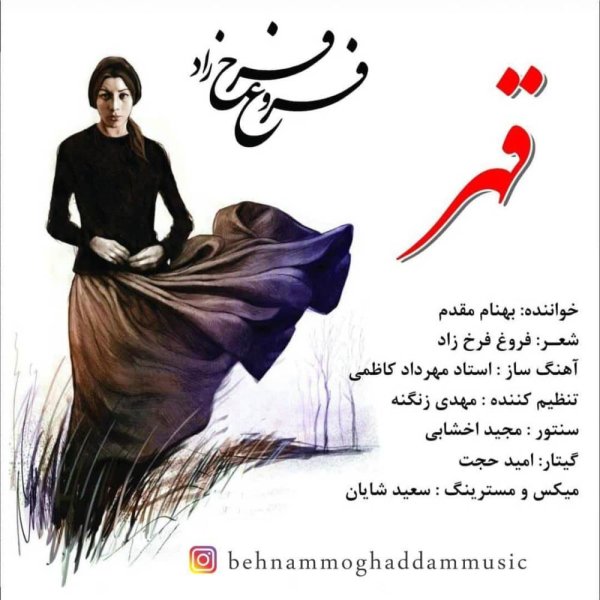 فروغ فرخ زاد
قهر
خواننده: بهنام مقدم
شعـــر: فروغ فرخ زاد
آهنگ ساز : استاد مهرداد کاظمی
تنظیم کننده : مهدی زنگنه
سنتور : مجید اخشابی
گیتار: امید حجت
میکس و مسترینگ : سعید شایان
behnammoghaddammusic